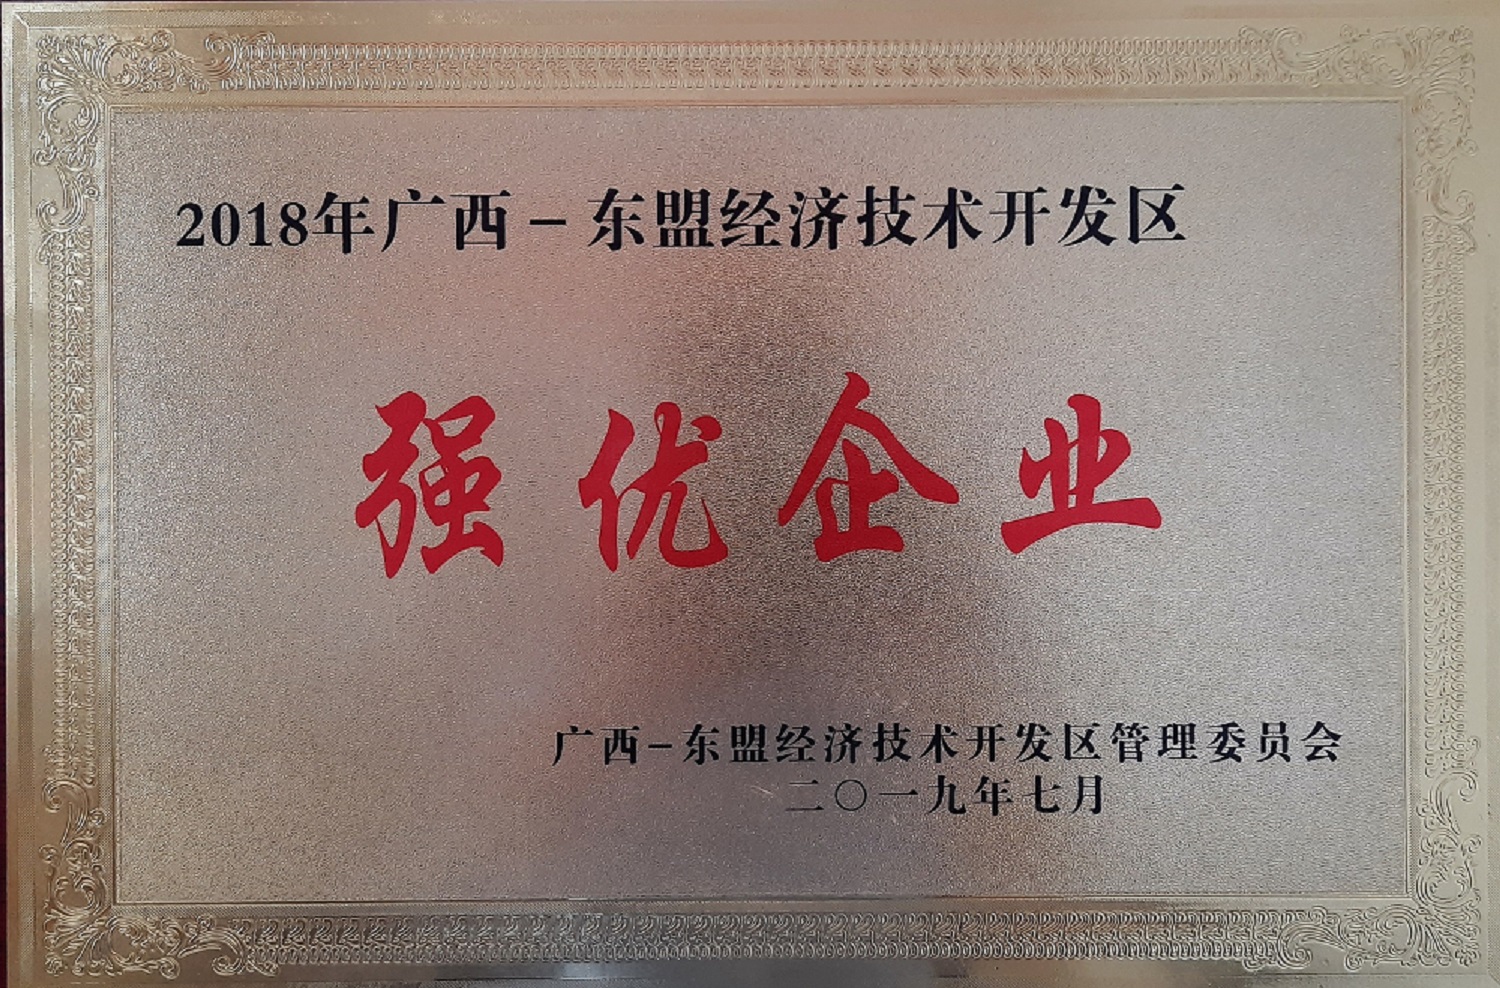 2018年广西－东盟经济技术开发区
强优企业
广西－东盟经济技术开发区管理委员会
二〇一九年七月